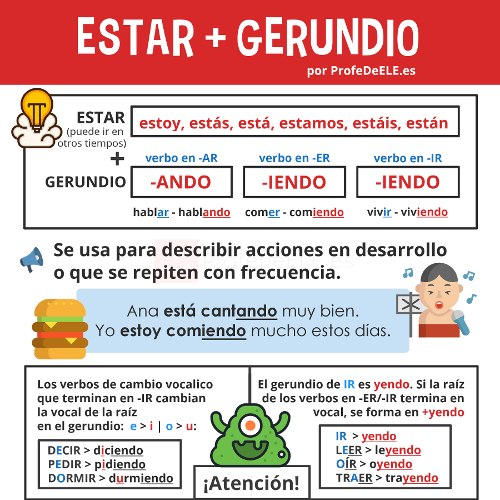 ESTAR + GERUNDIO
por ProfeDeELE.es
ESTAR
(puede ir en
otros tiempos)
estoy, estás, está, estamos, estáis, están
+
GERUNDIO
verbo en -AR
verbo en -ER
verbo en -IR
-ANDO
-IENDO
-IENDO
hablar - hablando
comer - comiendo
vivir - viviendo
Se usa para describir acciones en desarrollo
o que se repiten con frecuencia.
Ana está cantando muy bien.
Yo estoy comiendo mucho estos días.
Los verbos de cambio vocalico
que terminan en -IR cambian
la vocal de la raíz
en el gerundio: e > i | o > u:
DECIR > diciendo
PEDIR > pidiendo
DORMIR > durmiendo
El gerundio de IR es yendo. Si la raíz
de los verbos en -ER/-IR termina en
vocal, se forma en +yendo
IR > yendo
LEER > leyendo
OÍR > oyendo
TRAER > trayendo
¡Atención!